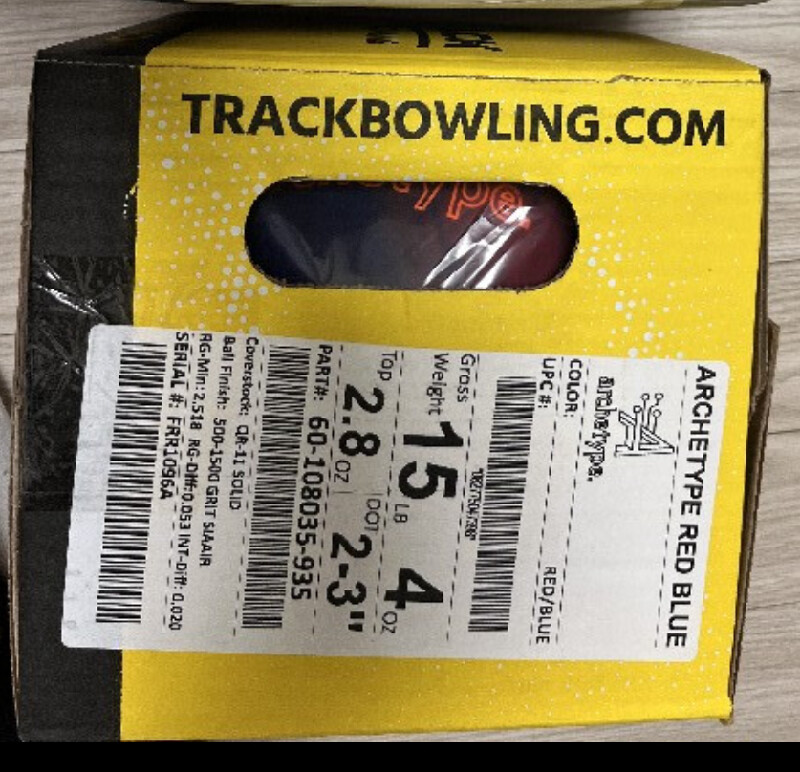 TRACKBOWLING.COM
ARCHETYPE RED BLUE
archetype.
COLOR: RED/BLUE
UPC #:
Gross Weight 15 LB 4 OZ
Top 2.8 OZ DOT 2-3"
PART#: 60-108035-935
Coverstock: QR-11 SOLID
Ball Finish: 500-1500 GRIT SIAAIR
RG-Min: 2.518 RG-Diff: 0.053 INT-Diff: 0.020
SERIAL #: FRR1096A